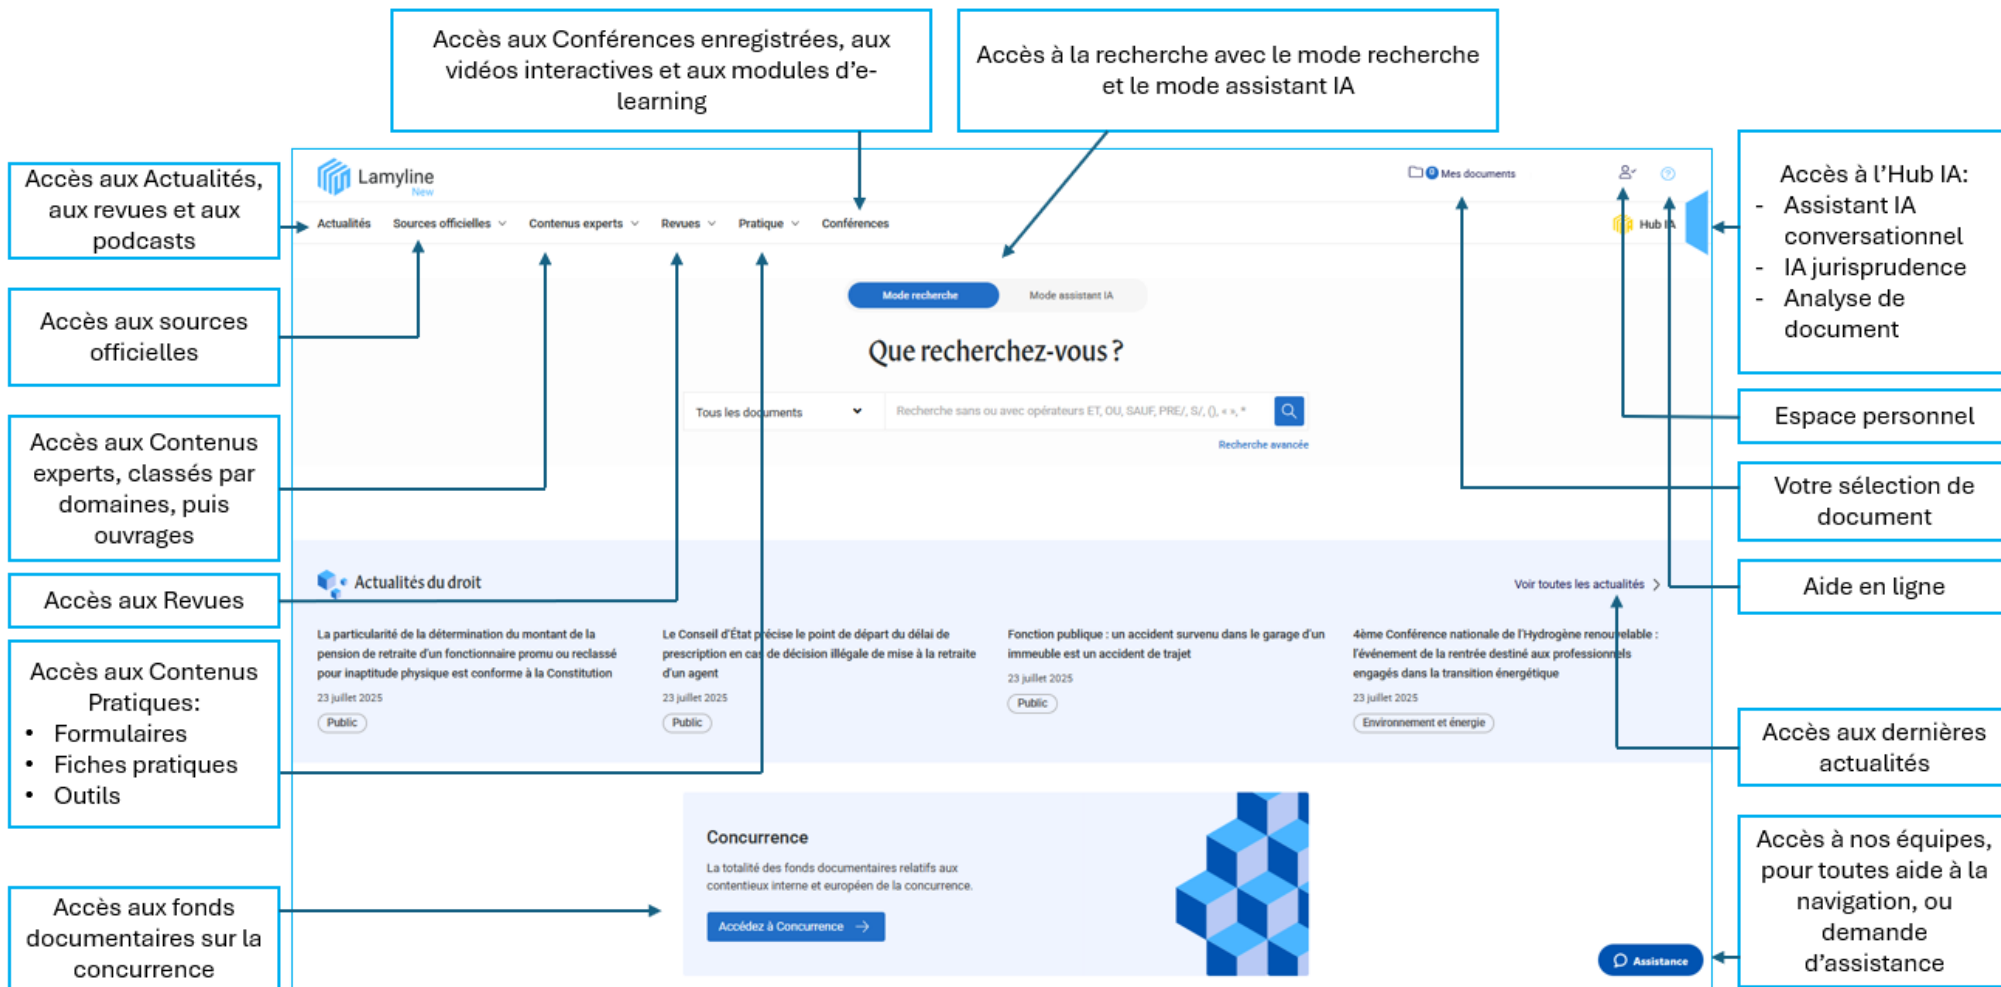 Accès aux Conférences enregistrées, aux
vidéos interactives et aux modules d'e-
learning
Accès à la recherche avec le mode recherche
et le mode assistant IA
Accès aux Actualités,
aux revues et aux
podcasts
Accès aux sources
officielles
Accès aux Contenus
experts, classés par
domaines, puis
ouvrages
Accès aux Revues
Accès aux Contenus
Pratiques:
• Formulaires
• Fiches pratiques
• Outils
Accès aux fonds
documentaires sur la
concurrence
Lamyline
New
0 Mes documents
?
Actualités
Sources officielles
Contenus experts
Revues
Pratique
Conférences
Hub IA
Mode recherche
Mode assistant IA
Que recherchez-vous ?
Tous les documents
Recherche sans ou avec opérateurs ET, OU, SAUF, PRE/, S/, (), « », *
Recherche avancée
Actualités du droit
Voir toutes les actualités
La particularité de la détermination du montant de la
pension de retraite d'un fonctionnaire promu ou reclassé
pour inaptitude physique est conforme à la Constitution
23 juillet 2025
Public
Le Conseil d'État précise le point de départ du délai de
prescription en cas de décision illégale de mise à la retraite
d'un agent
23 juillet 2025
Public
Fonction publique : un accident survenu dans le garage d'un
immeuble est un accident de trajet
23 juillet 2025
Public
4ème Conférence nationale de l'Hydrogène renouvelable :
l'événement de la rentrée destiné aux professionnels
engagés dans la transition énergétique
23 juillet 2025
Environnement et énergie
Concurrence
La totalité des fonds documentaires relatifs aux
contentieux interne et européen de la concurrence.
Accédez à Concurrence
Assistance
Accès à l'Hub IA:
- Assistant IA
conversationnel
- IA jurisprudence
- Analyse de
document
Espace personnel
Votre sélection de
document
Aide en ligne
Accès aux dernières
actualités
Accès à nos équipes,
pour toutes aide à la
navigation, ou
demande
d'assistance